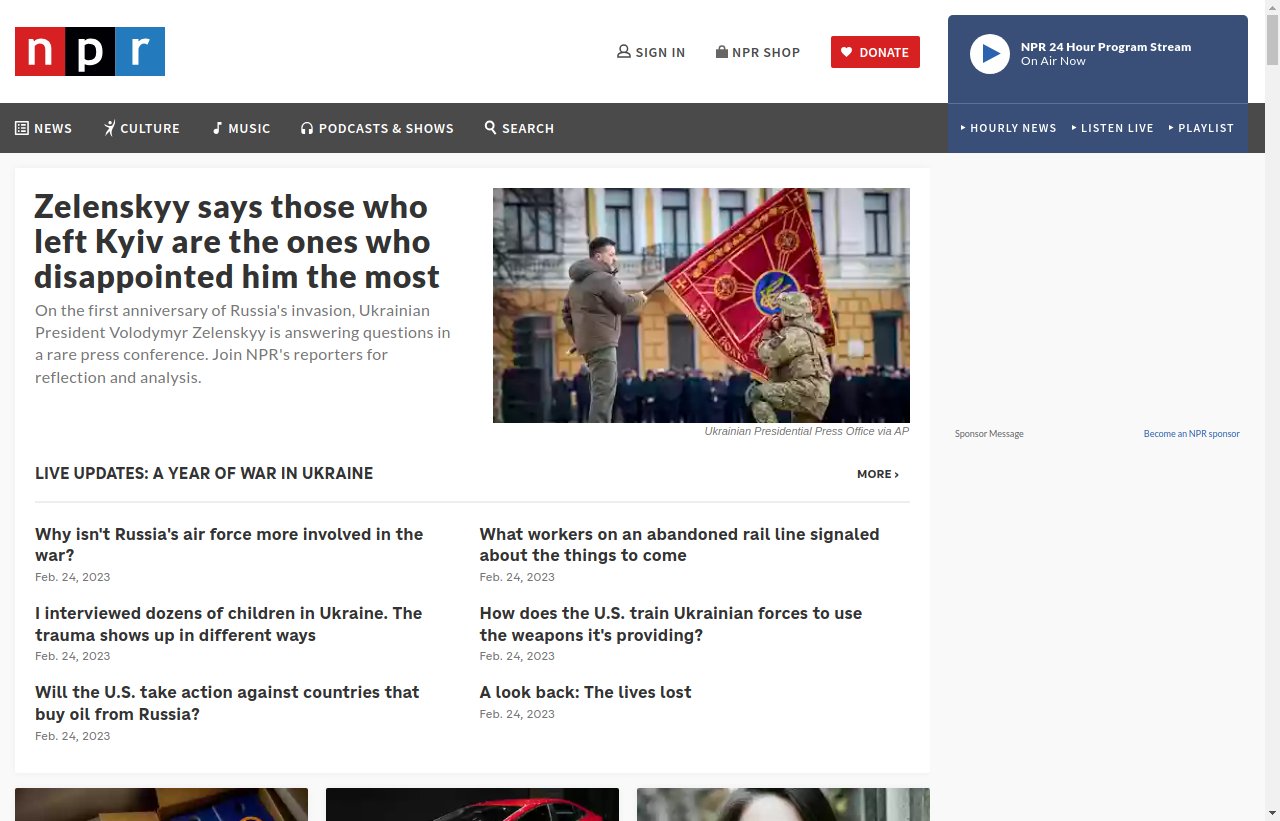 npr
SIGN IN
NPR SHOP
DONATE
NPR 24 Hour Program Stream
On Air Now
NEWS
CULTURE
MUSIC
PODCASTS & SHOWS
SEARCH
HOURLY NEWS
LISTEN LIVE
PLAYLIST
Zelenskyy says those who
left Kyiv are the ones who
disappointed him the most
On the first anniversary of Russia's invasion, Ukrainian
President Volodymyr Zelenskyy is answering questions in
a rare press conference. Join NPR's reporters for
reflection and analysis.
Ukrainian Presidential Press Office via AP
Sponsor Message
Become an NPR sponsor
LIVE UPDATES: A YEAR OF WAR IN UKRAINE
MORE ›
Why isn't Russia's air force more involved in the
war?
Feb. 24, 2023
What workers on an abandoned rail line signaled
about the things to come
Feb. 24, 2023
I interviewed dozens of children in Ukraine. The
trauma shows up in different ways
Feb. 24, 2023
How does the U.S. train Ukrainian forces to use
the weapons it's providing?
Feb. 24, 2023
Will the U.S. take action against countries that
buy oil from Russia?
Feb. 24, 2023
A look back: The lives lost
Feb. 24, 2023